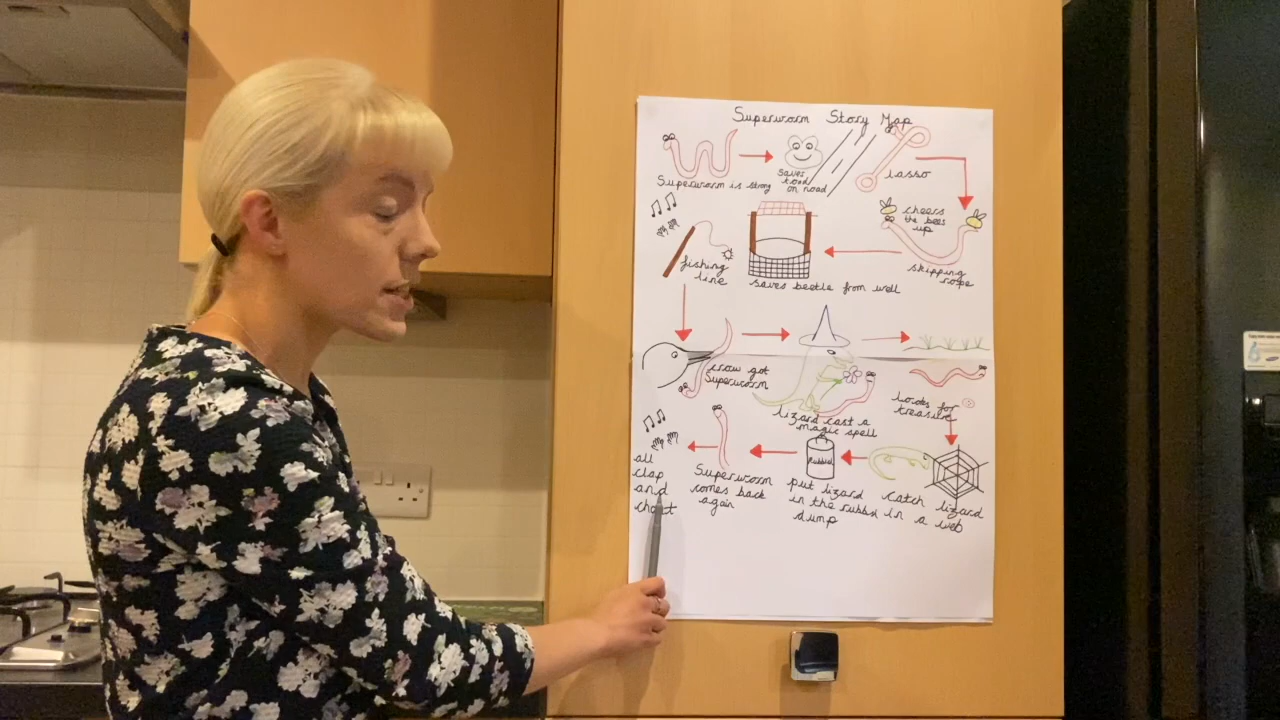 Superworm Story Map
Superworm is strong
saves
toad
on road
lasso
cheers
the bees
up
skipping
rope
saves beetle from well
fishing
line
crow got
Superworm
lizard cast a
magic spell
looks for
treasure
catch lizard
in a web
put lizard
in the rubbish
dump
Rubbish
Superworm
comes back
again
all
clap
and
chant